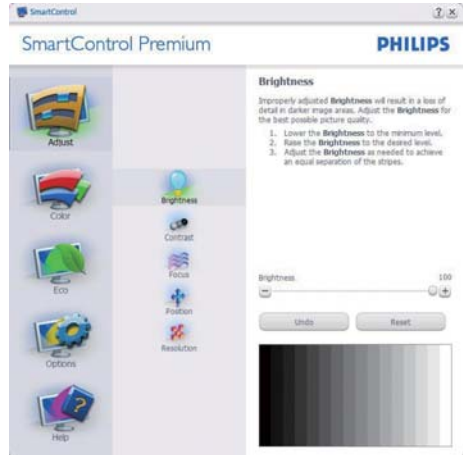 SmartControl
SmartControl Premium
PHILIPS
Adjust
Color
Eco
Options
Help
Brightness
Contrast
Focus
Position
Resolution
Brightness
Improperly adjusted Brightness will result in a loss of
detail in darker image areas. Adjust the Brightness for
the best possible picture quality.
1. Lower the Brightness to the minimum level.
2. Raise the Brightness to the desired level.
3. Adjust the Brightness as needed to achieve
an equal separation of the stripes.
Brightness 100
Undo Reset